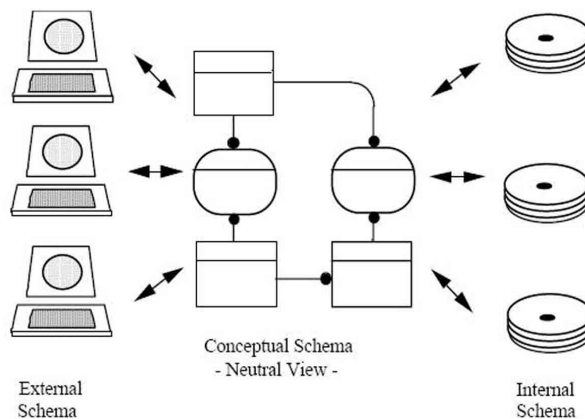 Conceptual Schema
- Neutral View -
External
Schema
Internal
Schema